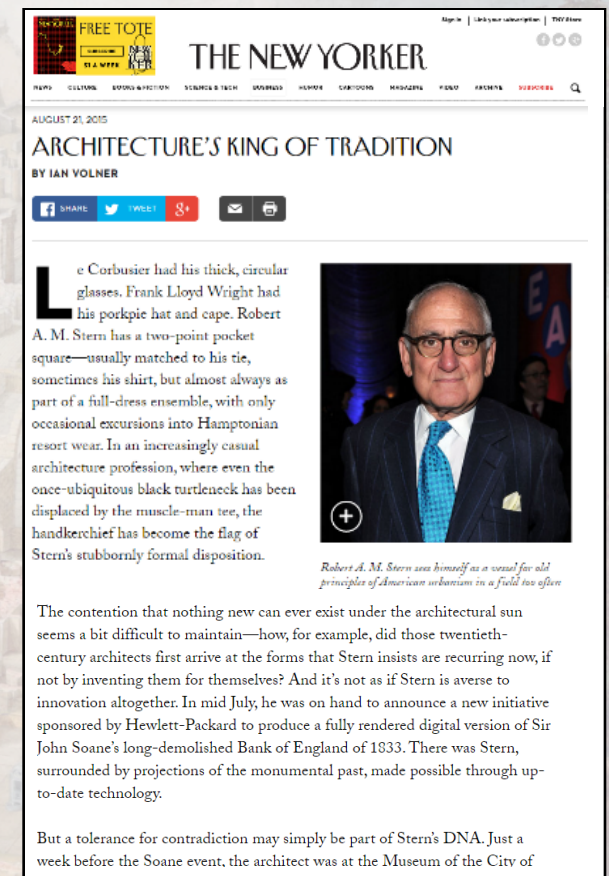 FREE TOTE
SUBSCRIBE
$1 A WEEK
THE NEW YORKER
Sign in | Link your subscription | TNY Store
NEWS CULTURE BOOKS & FICTION SCIENCE & TECH BUSINESS HUMOR CARTOONS MAGAZINE VIDEO ARCHIVE SUBSCRIBE
AUGUST 21, 2015
ARCHITECTURE'S KING OF TRADITION
BY IAN VOLNER
SHARE TWEET 8+
Le Corbusier had his thick, circular
glasses. Frank Lloyd Wright had
his porkpie hat and cape. Robert
A. M. Stern has a two-point pocket
square—usually matched to his tie,
sometimes his shirt, but almost always as
part of a full-dress ensemble, with only
occasional excursions into Hamptonian
resort wear. In an increasingly casual
architecture profession, where even the
once-ubiquitous black turtleneck has been
displaced by the muscle-man tee, the
handkerchief has become the flag of
Stern's stubbornly formal disposition.
E
A
Robert A. M. Stern sees himself as a vessel for old
principles of American urbanism in a field too often
The contention that nothing new can ever exist under the architectural sun
seems a bit difficult to maintain—how, for example, did those twentieth-
century architects first arrive at the forms that Stern insists are recurring now, if
not by inventing them for themselves? And it's not as if Stern is averse to
innovation altogether. In mid July, he was on hand to announce a new initiative
sponsored by Hewlett-Packard to produce a fully rendered digital version of Sir
John Soane's long-demolished Bank of England of 1833. There was Stern,
surrounded by projections of the monumental past, made possible through up-
to-date technology.
But a tolerance for contradiction may simply be part of Stern's DNA. Just a
week before the Soane event, the architect was at the Museum of the City of